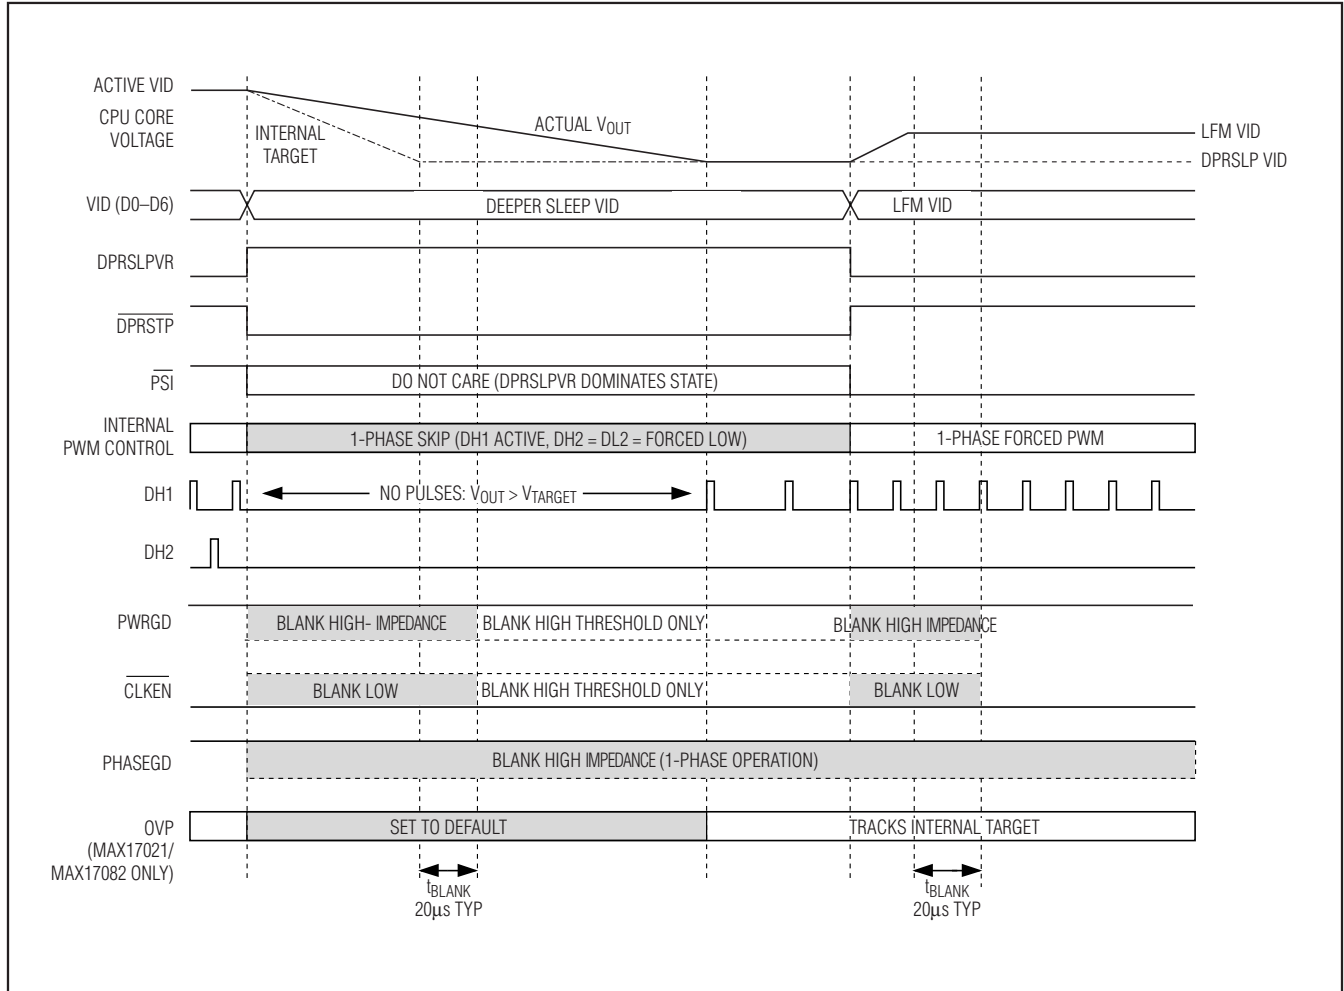 ACTIVE VID
CPU CORE
VOLTAGE
INTERNAL
TARGET
ACTUAL VOUT
LFM VID
DPRSLP VID
VID (D0–D6)
DEEPER SLEEP VID
LFM VID
DPRSLPVR
DPRSTP
PSI
DO NOT CARE (DPRSLPVR DOMINATES STATE)
INTERNAL
PWM CONTROL
1-PHASE SKIP (DH1 ACTIVE, DH2 = DL2 = FORCED LOW)
1-PHASE FORCED PWM
DH1
NO PULSES: VOUT > VTARGET
DH2
PWRGD
BLANK HIGH- IMPEDANCE
BLANK HIGH THRESHOLD ONLY
BLANK HIGH IMPEDANCE
CLKEN
BLANK LOW
BLANK HIGH THRESHOLD ONLY
BLANK LOW
PHASEGD
BLANK HIGH IMPEDANCE (1-PHASE OPERATION)
OVP
(MAX17021/
MAX17082 ONLY)
SET TO DEFAULT
TRACKS INTERNAL TARGET
tBLANK
20µs TYP
tBLANK
20µs TYP